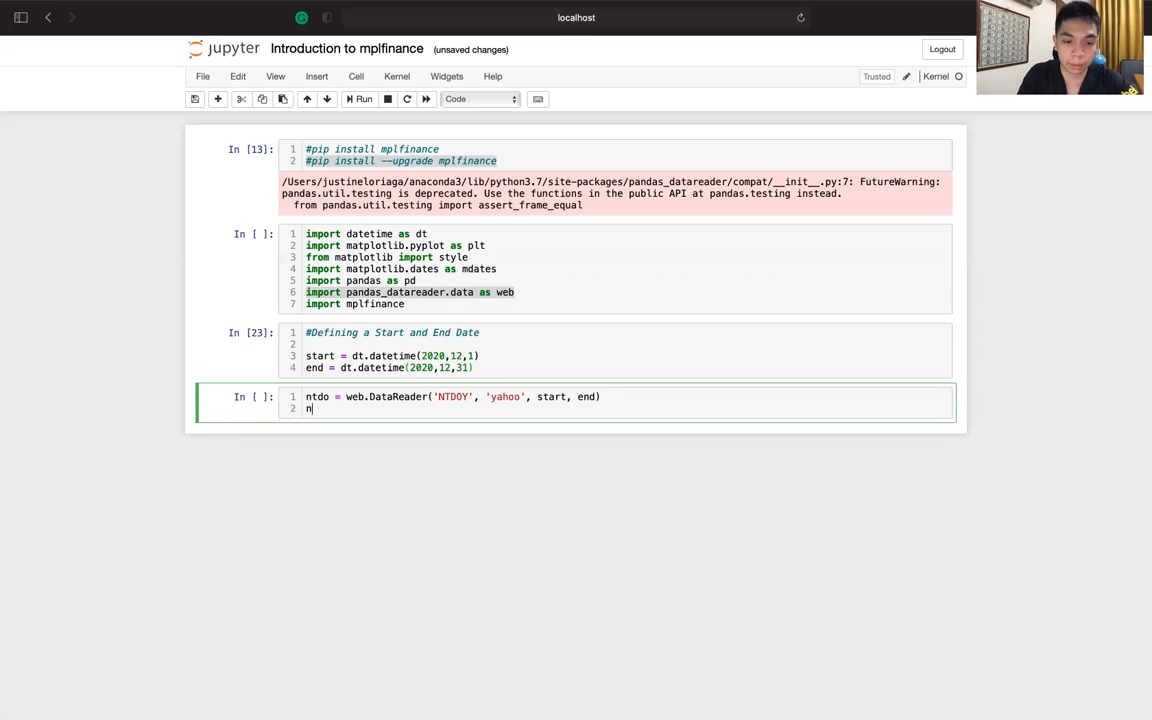 localhost
jupyter Introduction to mplfinance (unsaved changes)
Logout
File Edit View Insert Cell Kernel Widgets Help
Trusted Kernel
Run Code
In [13]: 1 #pip install mplfinance
2 #pip install --upgrade mplfinance
/Users/justineloriaga/anaconda3/lib/python3.7/site-packages/pandas_datareader/compat/__init__.py:7: FutureWarning:
pandas.util.testing is deprecated. Use the functions in the public API at pandas.testing instead.
from pandas.util.testing import assert_frame_equal
In [ ]: 1 import datetime as dt
2 import matplotlib.pyplot as plt
3 from matplotlib import style
4 import matplotlib.dates as mdates
5 import pandas as pd
6 import pandas_datareader.data as web
7 import mplfinance
In [23]: 1 #Defining a Start and End Date
2
3 start = dt.datetime(2020,12,1)
4 end = dt.datetime(2020,12,31)
In [ ]: 1 ntdo = web.DataReader('NTDOY', 'yahoo', start, end)
2 n